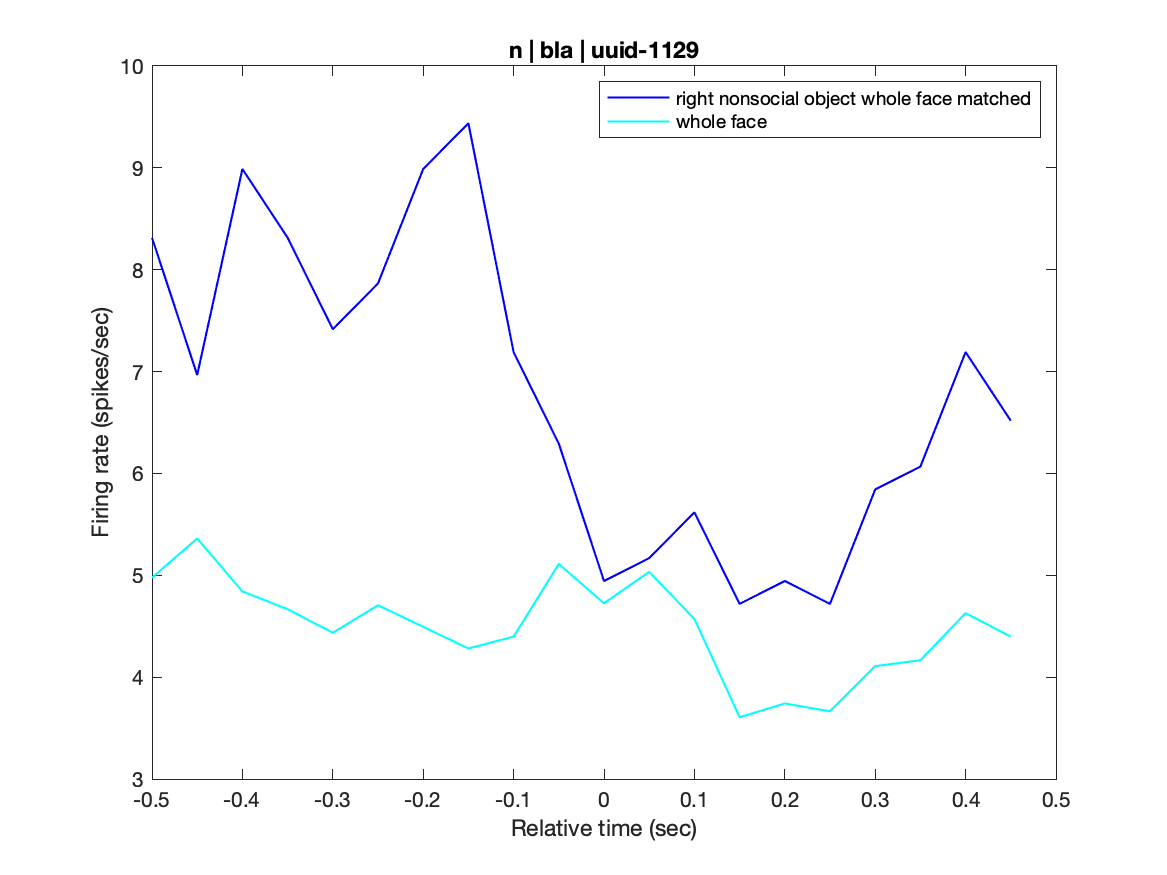 n | bla | uuid-1129
right nonsocial object whole face matched
whole face
Firing rate (spikes/sec)
10
9
8
7
6
5
4
3
-0.5 -0.4 -0.3 -0.2 -0.1 0 0.1 0.2 0.3 0.4 0.5
Relative time (sec)